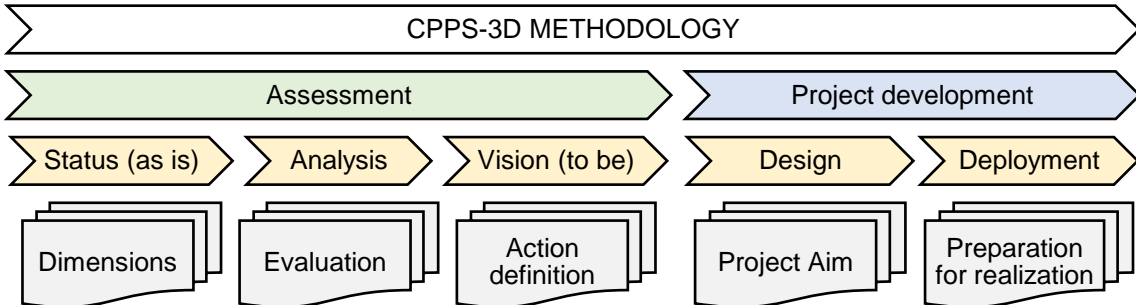 CPPS-3D METHODOLOGY
Assessment
Project development
Status (as is)
Analysis
Vision (to be)
Design
Deployment
Dimensions
Evaluation
Action
definition
Project Aim
Preparation
for realization